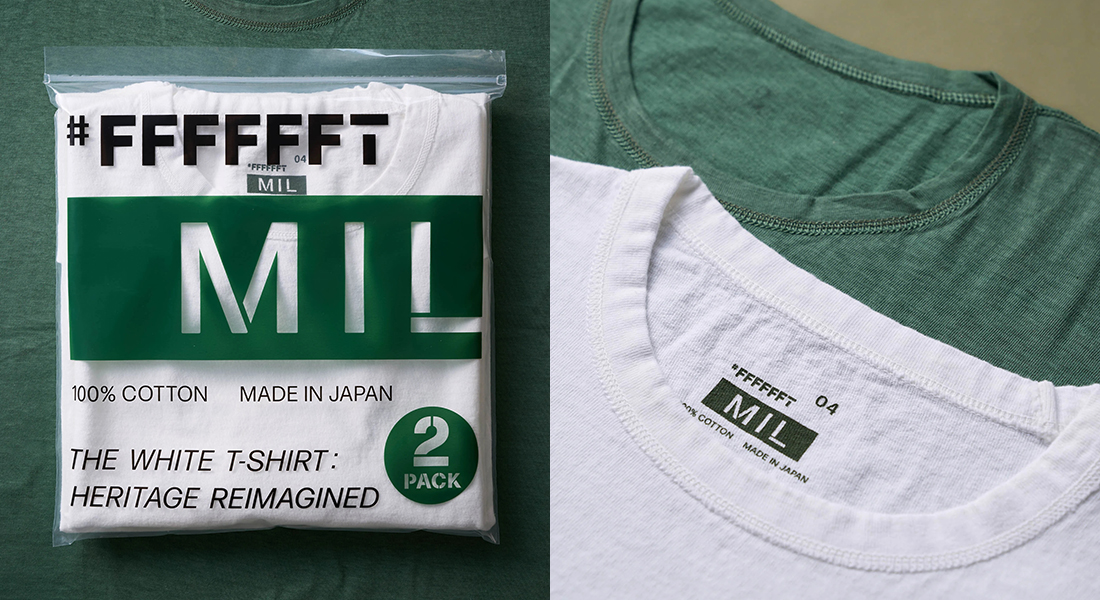 #FFFFFFT
*FFFFFFT 04
MIL
MIL
100% COTTON MADE IN JAPAN
THE WHITE T-SHIRT:
HERITAGE REIMAGINED
2
PACK
*FFFFFFT 04
MIL
COTTON MADE IN JAPAN